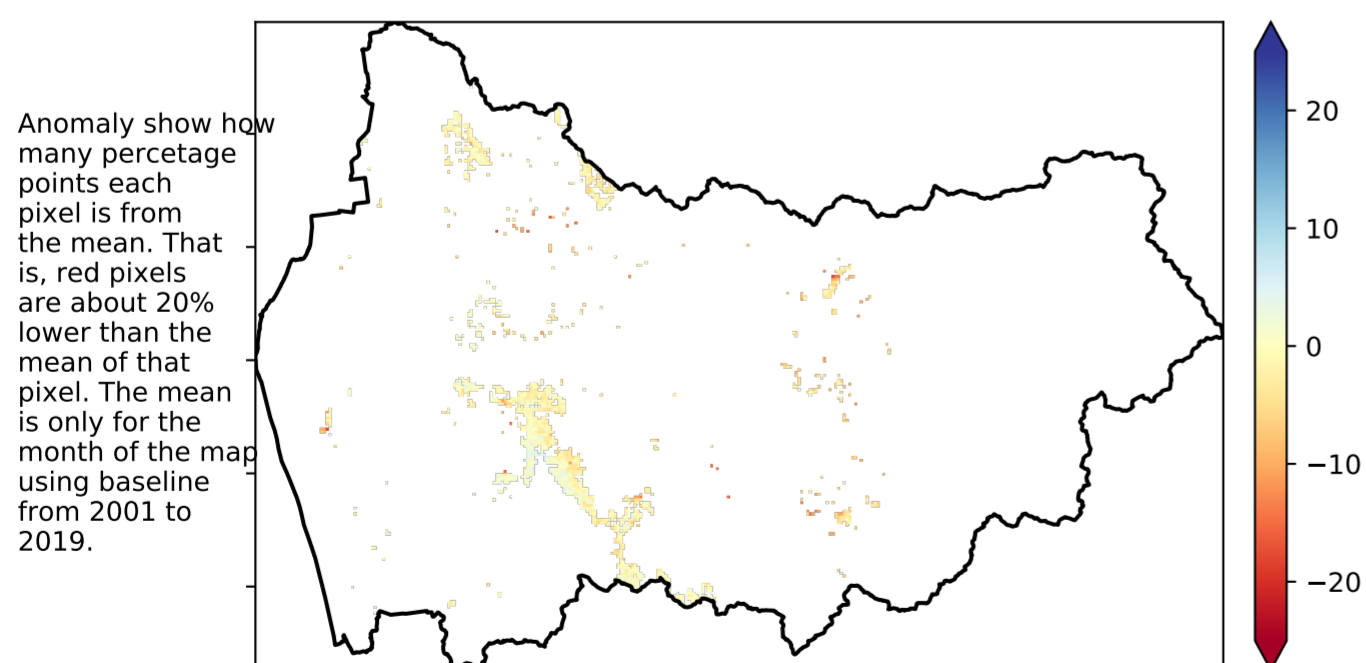 Anomaly show how
many percetage
points each
pixel is from
the mean. That
is, red pixels
are about 20%
lower than the
mean of that
pixel. The mean
is only for the
month of the map
using baseline
from 2001 to
2019.
20
10
0
−10
−20